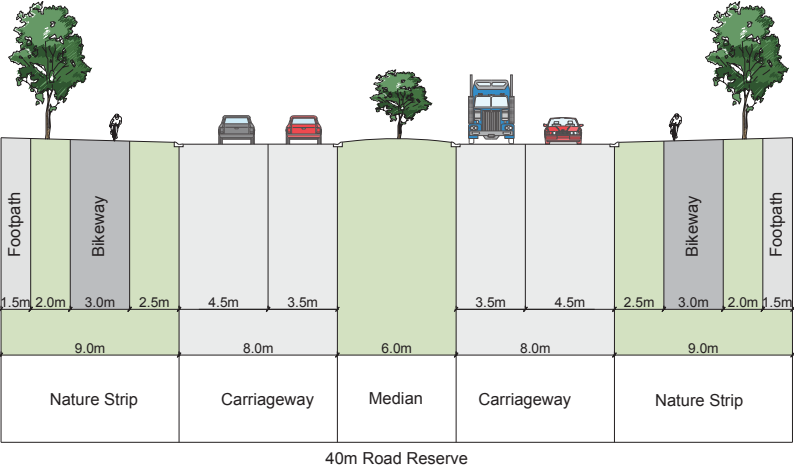 Footpath
Bikeway
Bikeway
Footpath
1.5m 2.0m 3.0m 2.5m 4.5m 3.5m 3.5m 4.5m 2.5m 3.0m 2.0m 1.5m
9.0m 8.0m 6.0m 8.0m 9.0m
Nature Strip Carriageway Median Carriageway Nature Strip
40m Road Reserve